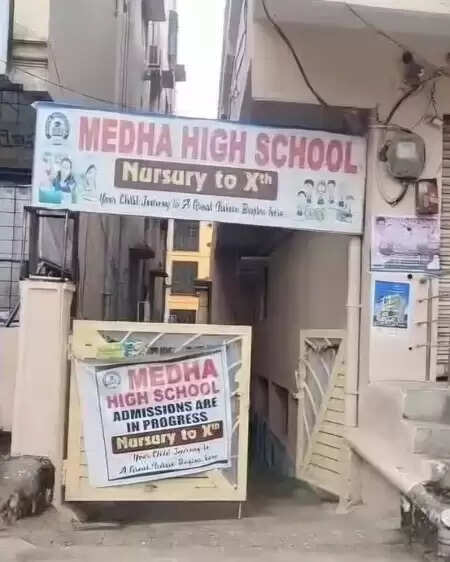 MEDHA HIGH SCHOOL
Nursury to Xth
Your Child Journey to A Great Future Begins here
MEDHA
HIGH SCHOOL
ADMISSIONS ARE
IN PROGRESS
Nursury to Xth
Your Child Journey to
A Great Future Begins here